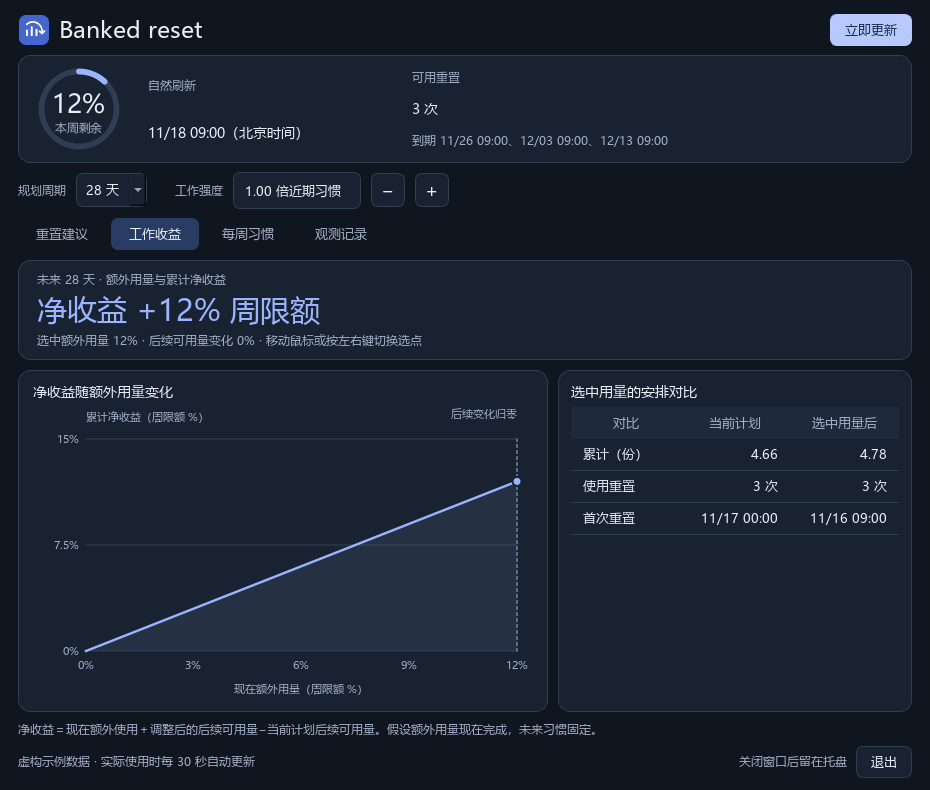 Banked reset
立即更新
12%
本周剩余
自然刷新
11/18 09:00（北京时间）
可用重置
3 次
到期 11/26 09:00、12/03 09:00、12/13 09:00
规划周期
28 天
工作强度
1.00 倍近期习惯
−
+
重置建议
工作收益
每周习惯
观测记录
未来 28 天 · 额外用量与累计净收益
净收益 +12% 周限额
选中额外用量 12% · 后续可用量变化 0% · 移动鼠标或按左右键切换选点
净收益随额外用量变化
累计净收益（周限额 %）
后续变化归零
15%
7.5%
0%
0% 3% 6% 9% 12%
现在额外用量（周限额 %）
选中用量的安排对比
对比 当前计划 选中用量后
累计（份） 4.66 4.78
使用重置 3 次 3 次
首次重置 11/17 00:00 11/16 09:00
净收益＝现在额外使用＋调整后的后续可用量−当前计划后续可用量。假设额外用量现在完成，未来习惯固定。
虚构示例数据 · 实际使用时每 30 秒自动更新
关闭窗口后留在托盘
退出